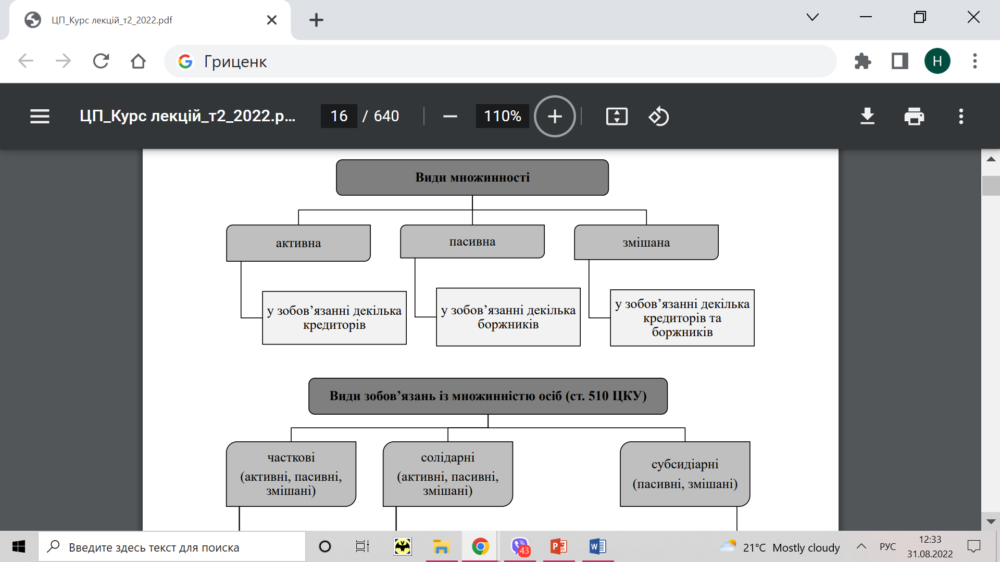 ЦП_Курс лекцій_т2_2022.pdf
Гриценк
H
ЦП_Курс лекцій_т2_2022.p...
16 / 640
110%
Види множинності
активна
пасивна
змішана
у зобов’язанні декілька
кредиторів
у зобов’язанні декілька
боржників
у зобов’язанні декілька
кредиторів та
боржників
Види зобов’язань із множинністю осіб (ст. 510 ЦКУ)
часткові
(активні, пасивні,
змішані)
солідарні
(активні, пасивні,
змішані)
субсидіарні
(пасивні, змішані)
Введите здесь текст для поиска
43
21°C Mostly cloudy
РУС
12:33
31.08.2022